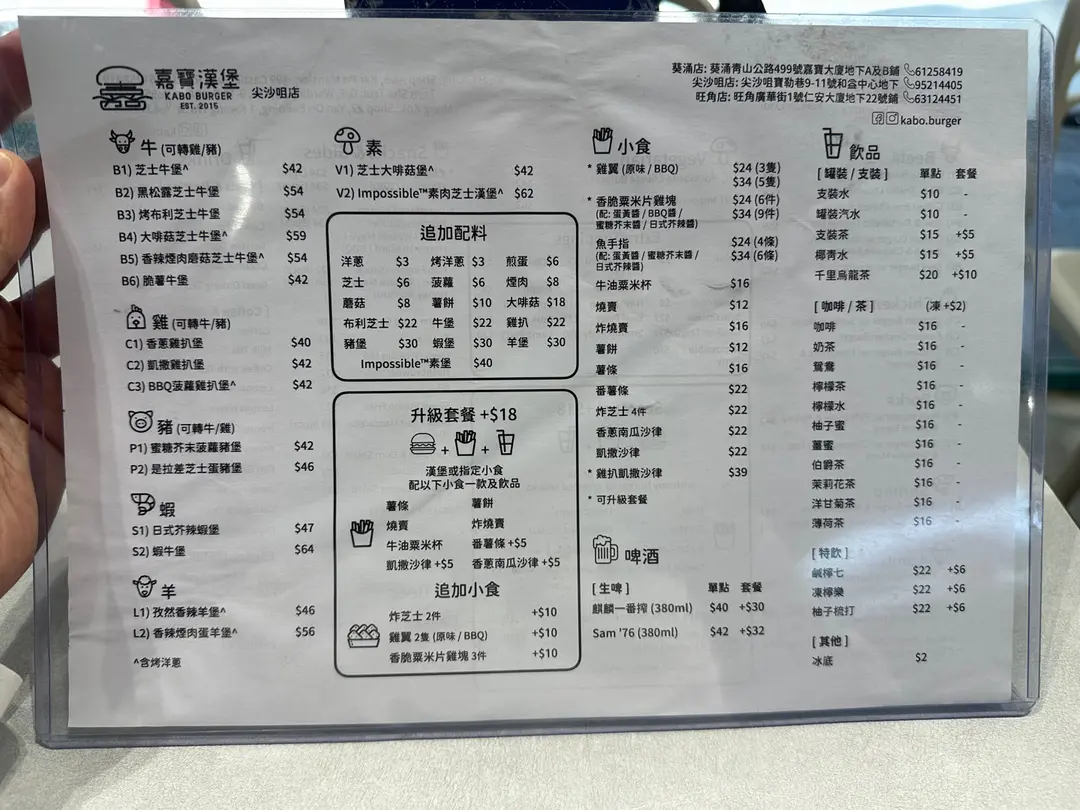 嘉寶漢堡
KABO BURGER
EST. 2015
尖沙咀店
葵涌店: 葵涌青山公路499號嘉寶大廈地下A及B鋪 61258419
尖沙咀店: 尖沙咀寶勒巷9-11號和益中心地下 95214405
旺角店: 旺角廣華街1號仁安大廈地下22號鋪 63124451
kabo.burger
牛 (可轉雞/豬)
B1) 芝士牛堡^ $42
B2) 黑松露芝士牛堡 $54
B3) 烤布利芝士牛堡 $54
B4) 大啡菇芝士牛堡^ $59
B5) 香辣煙肉蘑菇芝士牛堡^ $54
B6) 脆薯牛堡 $42
雞 (可轉牛/豬)
C1) 香蔥雞扒堡 $40
C2) 凱撒雞扒堡 $42
C3) BBQ菠蘿雞扒堡^ $42
豬 (可轉牛/雞)
P1) 蜜糖芥末菠蘿豬堡 $42
P2) 是拉差芝士蛋豬堡 $46
蝦
S1) 日式芥辣蝦堡 $47
S2) 蝦牛堡 $64
羊
L1) 孜然香辣羊堡^ $46
L2) 香辣煙肉蛋羊堡^ $56
^含烤洋蔥
素
V1) 芝士大啡菇堡^ $42
V2) Impossible™素肉芝士漢堡^ $62
追加配料
洋蔥 $3 烤洋蔥 $3 煎蛋 $6
芝士 $6 菠蘿 $6 煙肉 $8
蘑菇 $8 薯餅 $10 大啡菇 $18
布利芝士 $22 牛堡 $22 雞扒 $22
豬堡 $30 蝦堡 $30 羊堡 $30
Impossible™素堡 $40
升級套餐 +$18
+ +
漢堡或指定小食
配以下小食一款及飲品
薯條 薯餅
燒賣 炸燒賣
牛油粟米杯 番薯條 +$5
凱撒沙律 +$5 香蔥南瓜沙律 +$5
追加小食
炸芝士 2件 +$10
雞翼 2隻 (原味 / BBQ) +$10
香脆粟米片雞塊 3件 +$10
小食
* 雞翼 (原味 / BBQ) $24 (3隻)
$34 (5隻)
* 香脆粟米片雞塊 $24 (6件)
(配: 蛋黃醬 / BBQ醬 / $34 (9件)
蜜糖芥末醬 / 日式芥辣醬)
魚手指 $24 (4條)
(配: 蛋黃醬 / 蜜糖芥末醬 / $34 (6條)
日式芥辣醬)
牛油粟米杯 $16
燒賣 $12
炸燒賣 $16
薯餅 $12
薯條 $16
番薯條 $22
炸芝士 4件 $22
香蔥南瓜沙律 $22
凱撒沙律 $22
* 雞扒凱撒沙律 $39
* 可升級套餐
啤酒
[ 生啤 ] 單點 套餐
麒麟一番搾 (380ml) $40 +$30
Sam '76 (380ml) $42 +$32
飲品
[ 罐裝 / 支裝 ] 單點 套餐
支裝水 $10 -
罐裝汽水 $10 -
支裝茶 $15 +$5
椰青水 $15 +$5
千里烏龍茶 $20 +$10
[ 咖啡 / 茶 ] (凍 +$2)
咖啡 $16 -
奶茶 $16 -
鴛鴦 $16 -
檸檬茶 $16 -
檸檬水 $16 -
柚子蜜 $16 -
薑蜜 $16 -
伯爵茶 $16 -
茉莉花茶 $16 -
洋甘菊茶 $16 -
薄荷茶 $16 -
[ 特飲 ]
鹹檸七 $22 +$6
凍檸樂 $22 +$6
柚子梳打 $22 +$6
[ 其他 ]
冰底 $2